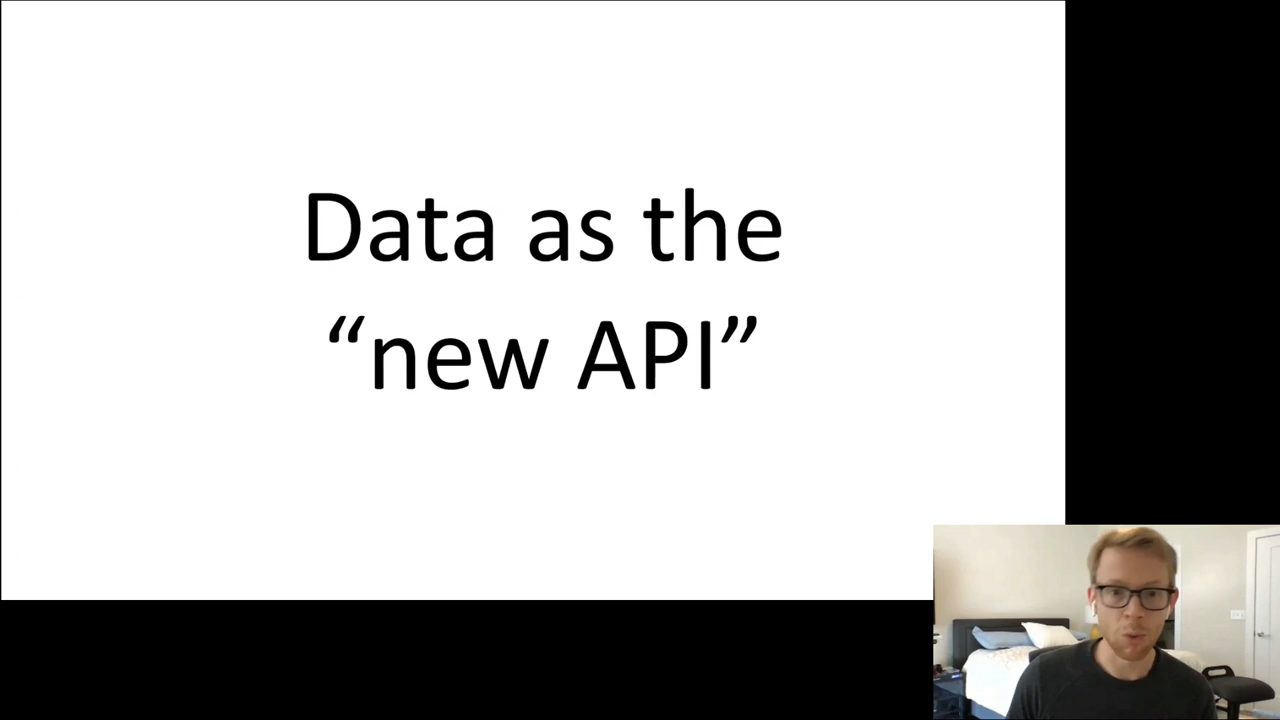 Data as the
“new API”